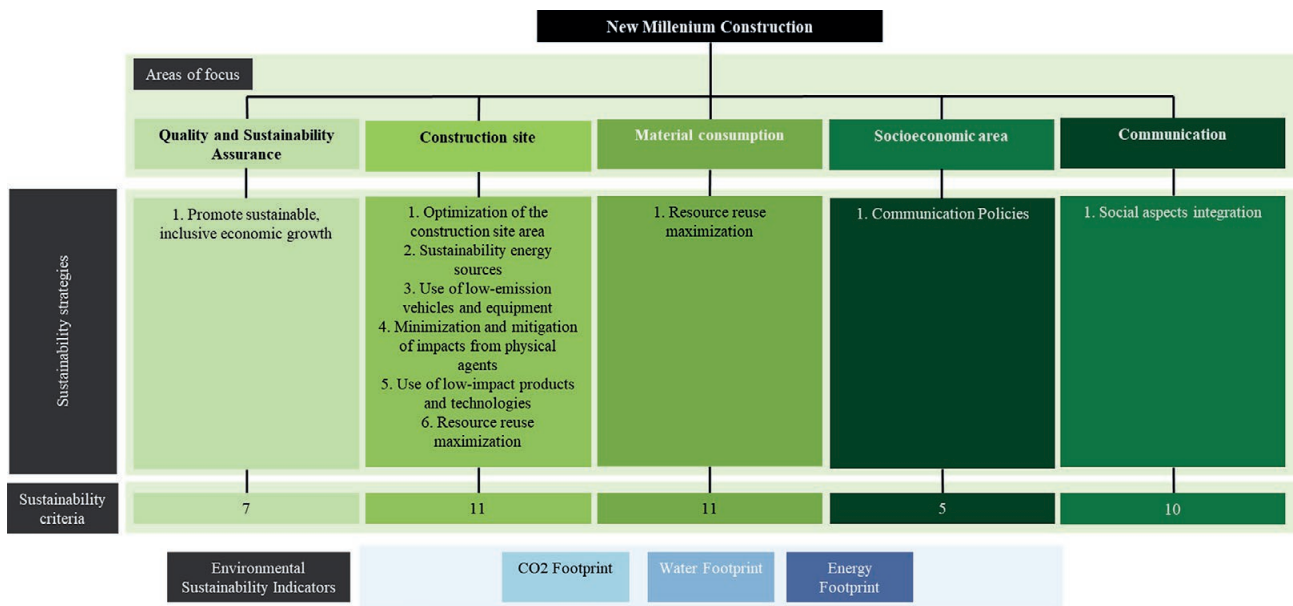 New Millenium Construction
Areas of focus
Quality and Sustainability
Assurance
Construction site
Material consumption
Socioeconomic area
Communication
Sustainability strategies
1. Promote sustainable,
inclusive economic growth
1. Optimization of the
construction site area
2. Sustainability energy
sources
3. Use of low-emission
vehicles and equipment
4. Minimization and mitigation
of impacts from physical
agents
5. Use of low-impact products
and technologies
6. Resource reuse
maximization
1. Resource reuse
maximization
1. Communication Policies
1. Social aspects integration
Sustainability
criteria
7
11
11
5
10
Environmental
Sustainability Indicators
CO2 Footprint
Water Footprint
Energy
Footprint